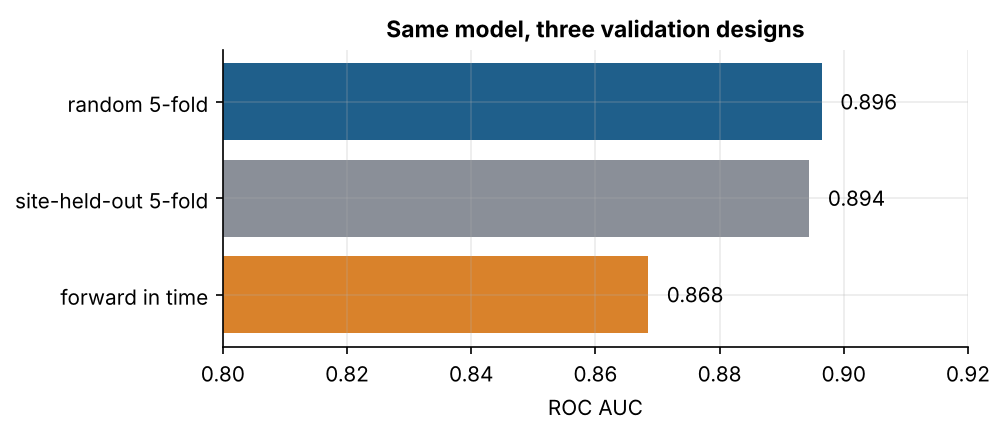 Same model, three validation designs
random 5-fold
0.896
site-held-out 5-fold
0.894
forward in time
0.868
0.80 0.82 0.84 0.86 0.88 0.90 0.92
ROC AUC